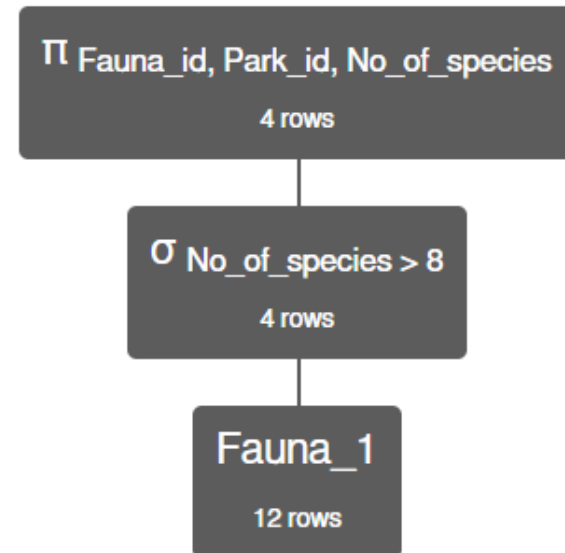 π Fauna_id, Park_id, No_of_species
4 rows
σ No_of_species > 8
4 rows
Fauna_1
12 rows